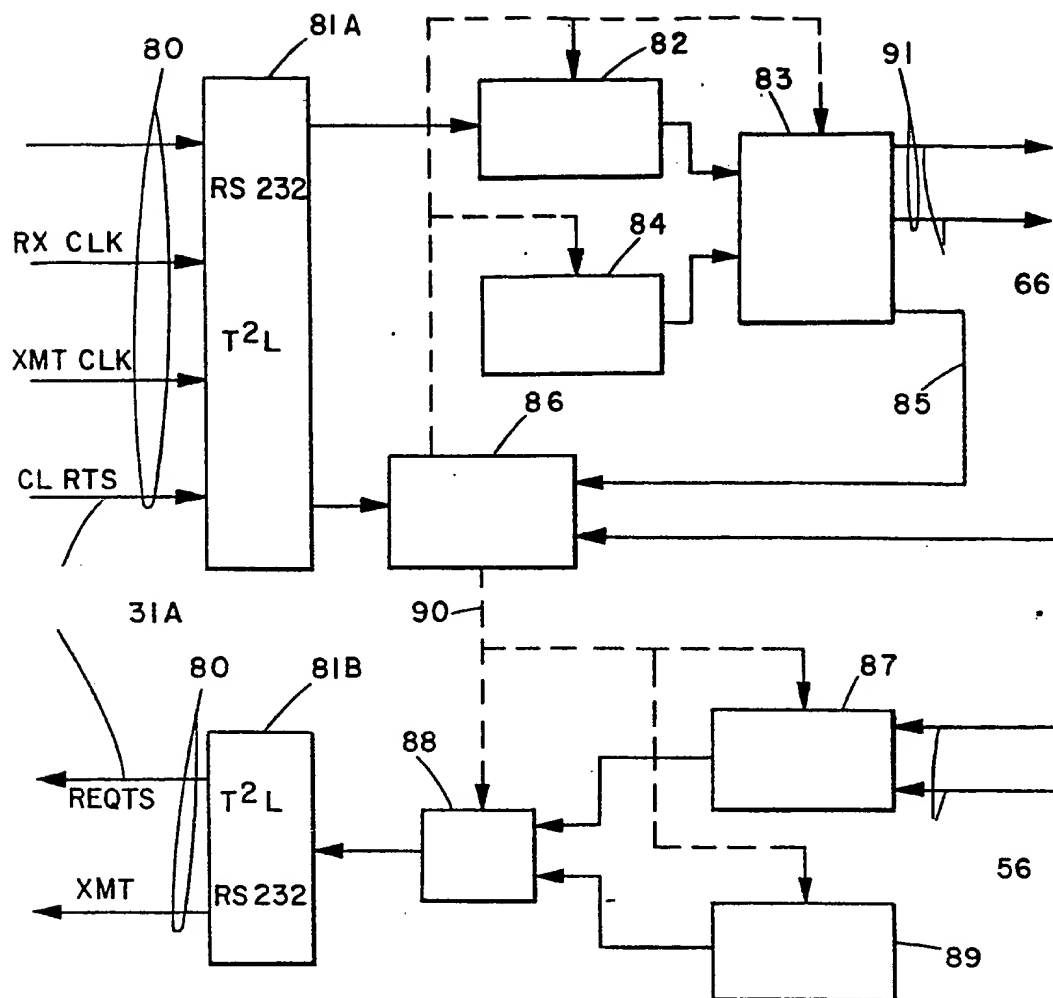 81A
80
82
91
83
RS 232
RX CLK
84
66
T²L
XMT CLK
86
85
CL RTS
90
31A
80
81B
87
88
T²L
REQTS
56
XMT
RS 232
89